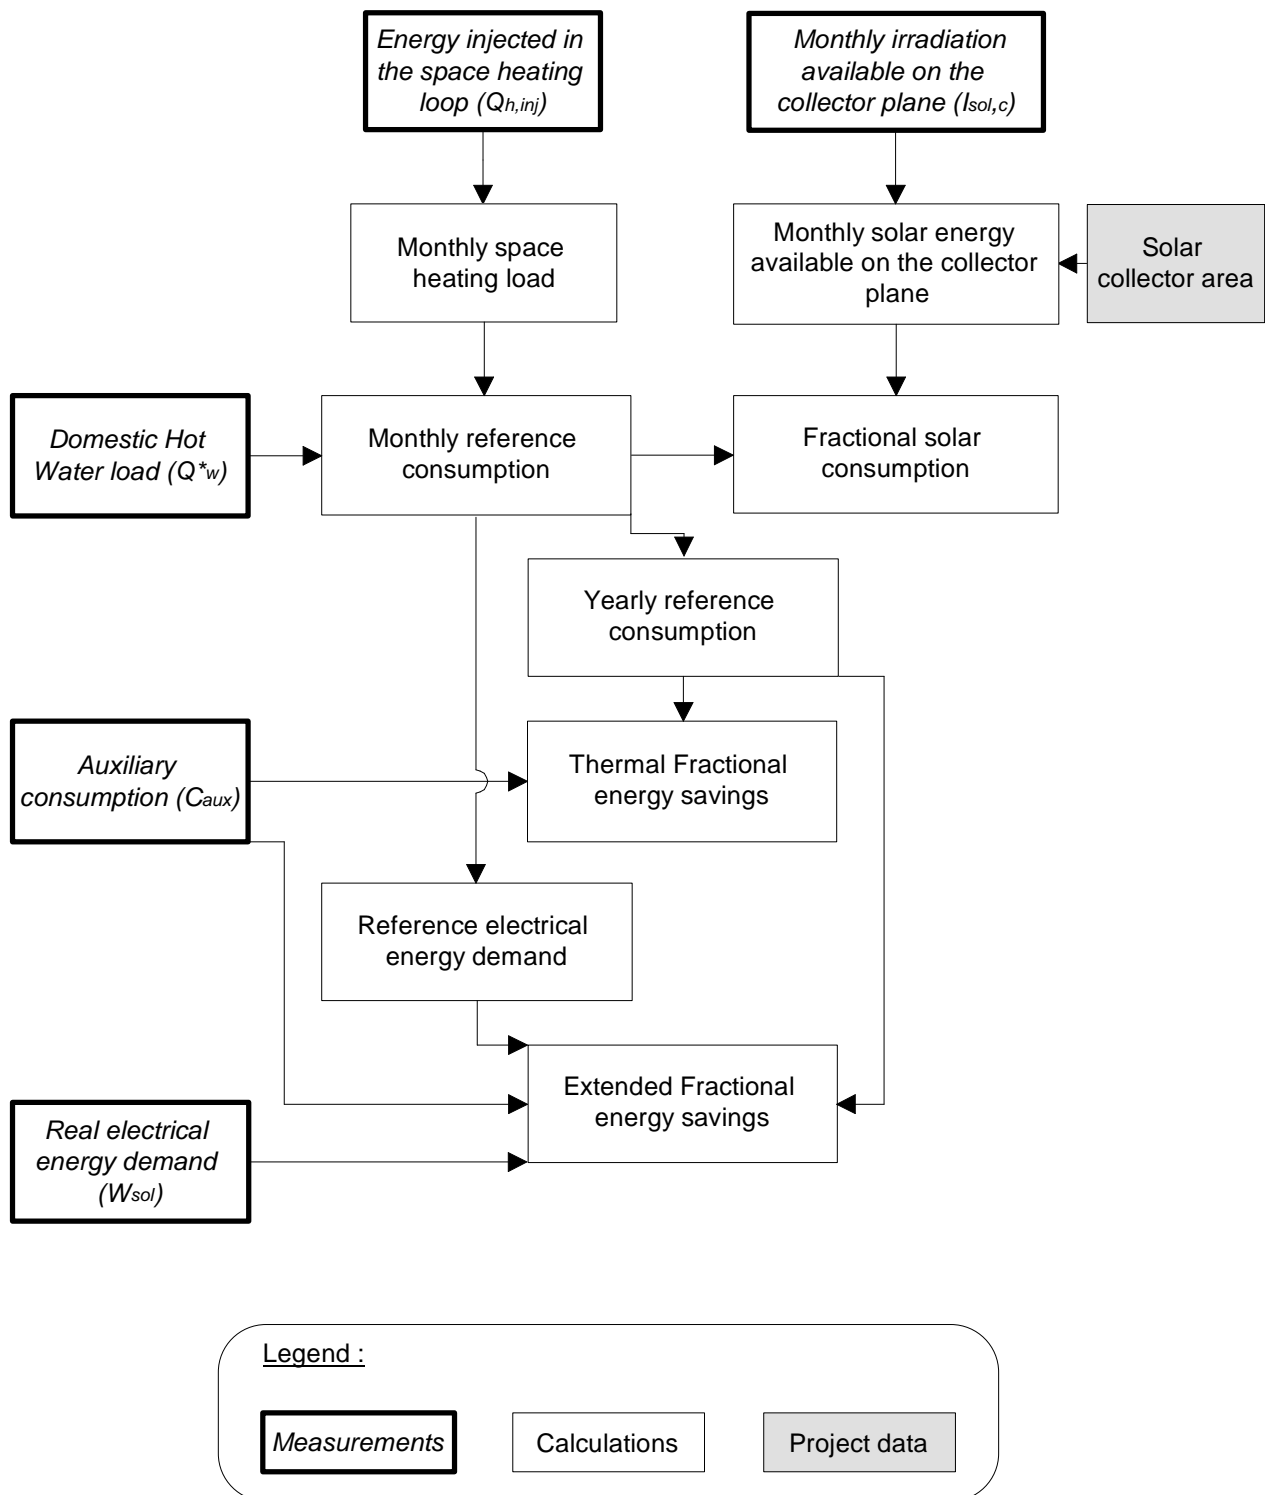 Energy injected in
the space heating
loop (Qh,inj)
Monthly irradiation
available on the
collector plane (Isol,c)
Monthly space
heating load
Monthly solar energy
available on the collector
plane
Solar
collector area
Domestic Hot
Water load (Q*w)
Monthly reference
consumption
Fractional solar
consumption
Yearly reference
consumption
Auxiliary
consumption (Caux)
Thermal Fractional
energy savings
Reference electrical
energy demand
Extended Fractional
energy savings
Real electrical
energy demand
(Wsol)
Legend :
Measurements
Calculations
Project data